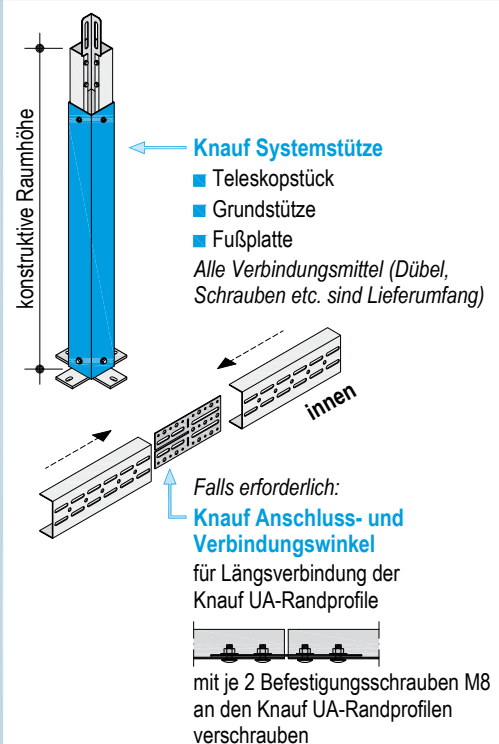 konstruktive Raumhöhe
Knauf Systemstütze
Teleskopstück
Grundstütze
Fußplatte
Alle Verbindungsmittel (Dübel,
Schrauben etc. sind Lieferumfang)
innen
Falls erforderlich:
Knauf Anschluss- und
Verbindungswinkel
für Längsverbindung der
Knauf UA-Randprofile
mit je 2 Befestigungsschrauben M8
an den Knauf UA-Randprofilen
verschrauben